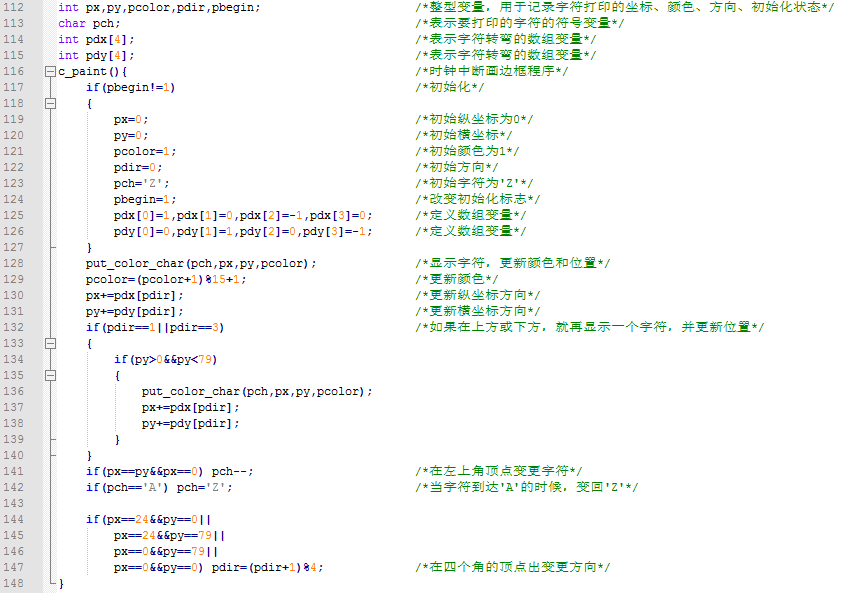 112 int px,py,pcolor,pdir,pbegin; /*整型变量，用于记录字符打印的坐标、颜色、方向、初始化状态*/
113 char pch; /*表示要打印的字符的符号变量*/
114 int pdx[4]; /*表示字符转弯的数组变量*/
115 int pdy[4]; /*表示字符转弯的数组变量*/
116 c_paint(){ /*时钟中断画边框程序*/
117 if(pbegin!=1) /*初始化*/
118 {
119 px=0; /*初始纵坐标为0*/
120 py=0; /*初始横坐标*/
121 pcolor=1; /*初始颜色为1*/
122 pdir=0; /*初始方向*/
123 pch='Z'; /*初始字符为'Z'*/
124 pbegin=1; /*改变初始化标志*/
125 pdx[0]=1,pdx[1]=0,pdx[2]=-1,pdx[3]=0; /*定义数组变量*/
126 pdy[0]=0,pdy[1]=1,pdy[2]=0,pdy[3]=-1; /*定义数组变量*/
127 }
128 put_color_char(pch,px,py,pcolor); /*显示字符，更新颜色和位置*/
129 pcolor=(pcolor+1)%15+1; /*更新颜色*/
130 px+=pdx[pdir]; /*更新纵坐标方向*/
131 py+=pdy[pdir]; /*更新横坐标方向*/
132 if(pdir==1||pdir==3) /*如果在上方或下方，就再显示一个字符，并更新位置*/
133 {
134 if(py>0&&py<79)
135 {
136 put_color_char(pch,px,py,pcolor);
137 px+=pdx[pdir];
138 py+=pdy[pdir];
139 }
140 }
141 if(px==py&&px==0) pch--; /*在左上角顶点变更字符*/
142 if(pch=='A') pch='Z'; /*当字符到达'A'的时候，变回'Z'*/
143
144 if(px==24&&py==0||
145 px==24&&py==79||
146 px==0&&py==79||
147 px==0&&py==0) pdir=(pdir+1)%4; /*在四个角的顶点出变更方向*/
148 }